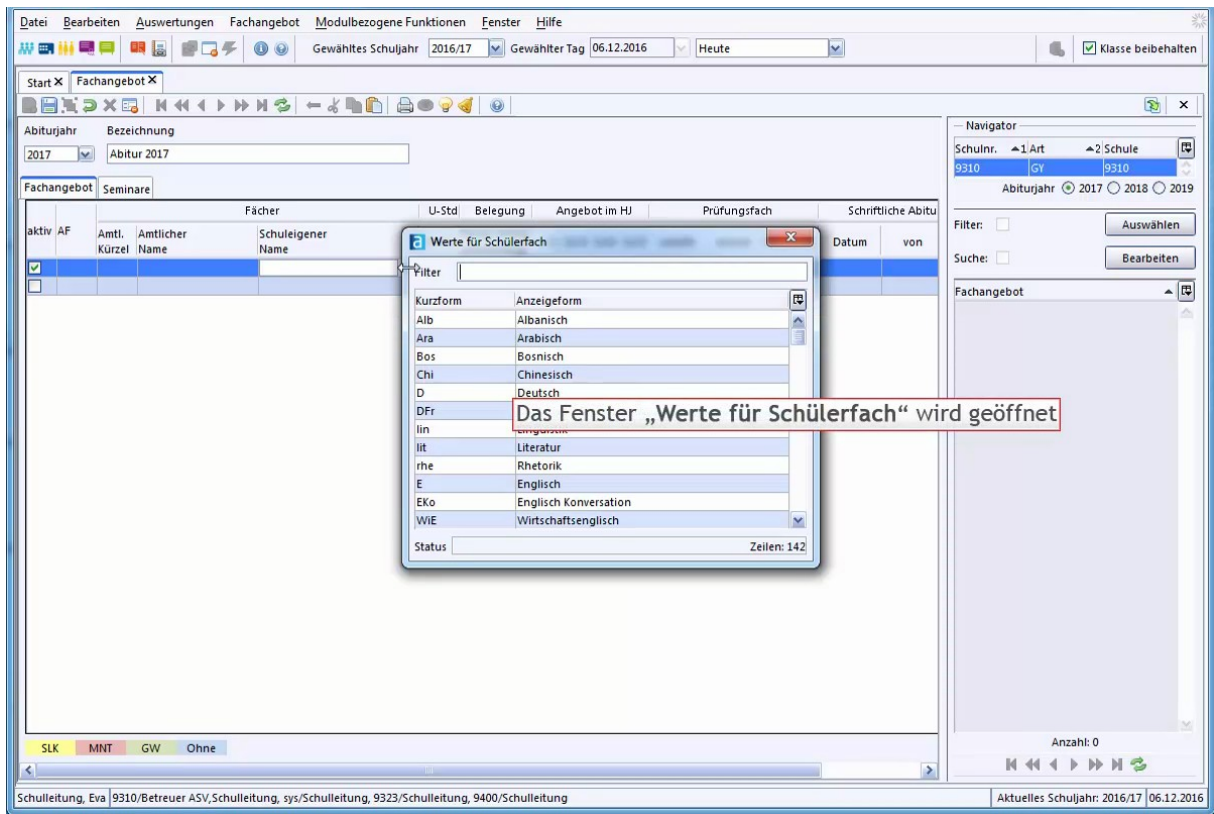 Datei Bearbeiten Auswertungen Fachangebot Modulbezogene Funktionen Fenster Hilfe
Gewähltes Schuljahr 2016/17 Gewählter Tag 06.12.2016 Heute Klasse beibehalten
Start Fachangebot
Abiturjahr Bezeichnung
2017 Abitur 2017
Fachangebot Seminare
Fächer U-Std Belegung Angebot im HJ Prüfungsfach Schriftliche Abitu
aktiv AF Amtl. Kürzel Amtlicher Name Schuleigener Name Datum von
Werte für Schülerfach
Filter
Kurzform Anzeigeform
Alb Albanisch
Ara Arabisch
Bos Bosnisch
Chi Chinesisch
D Deutsch
DFr
Das Fenster „Werte für Schülerfach“ wird geöffnet
lin Linguistik
lit Literatur
rhe Rhetorik
E Englisch
EKo Englisch Konversation
WiE Wirtschaftsenglisch
Status Zeilen: 142
SLK MNT GW Ohne
Navigator
Schulnr. 1 Art 2 Schule
9310 GY 9310
Abiturjahr 2017 2018 2019
Filter: Auswählen
Suche: Bearbeiten
Fachangebot
Anzahl: 0
Schulleitung, Eva 9310/Betreuer ASV,Schulleitung, sys/Schulleitung, 9323/Schulleitung, 9400/Schulleitung
Aktuelles Schuljahr: 2016/17 06.12.2016